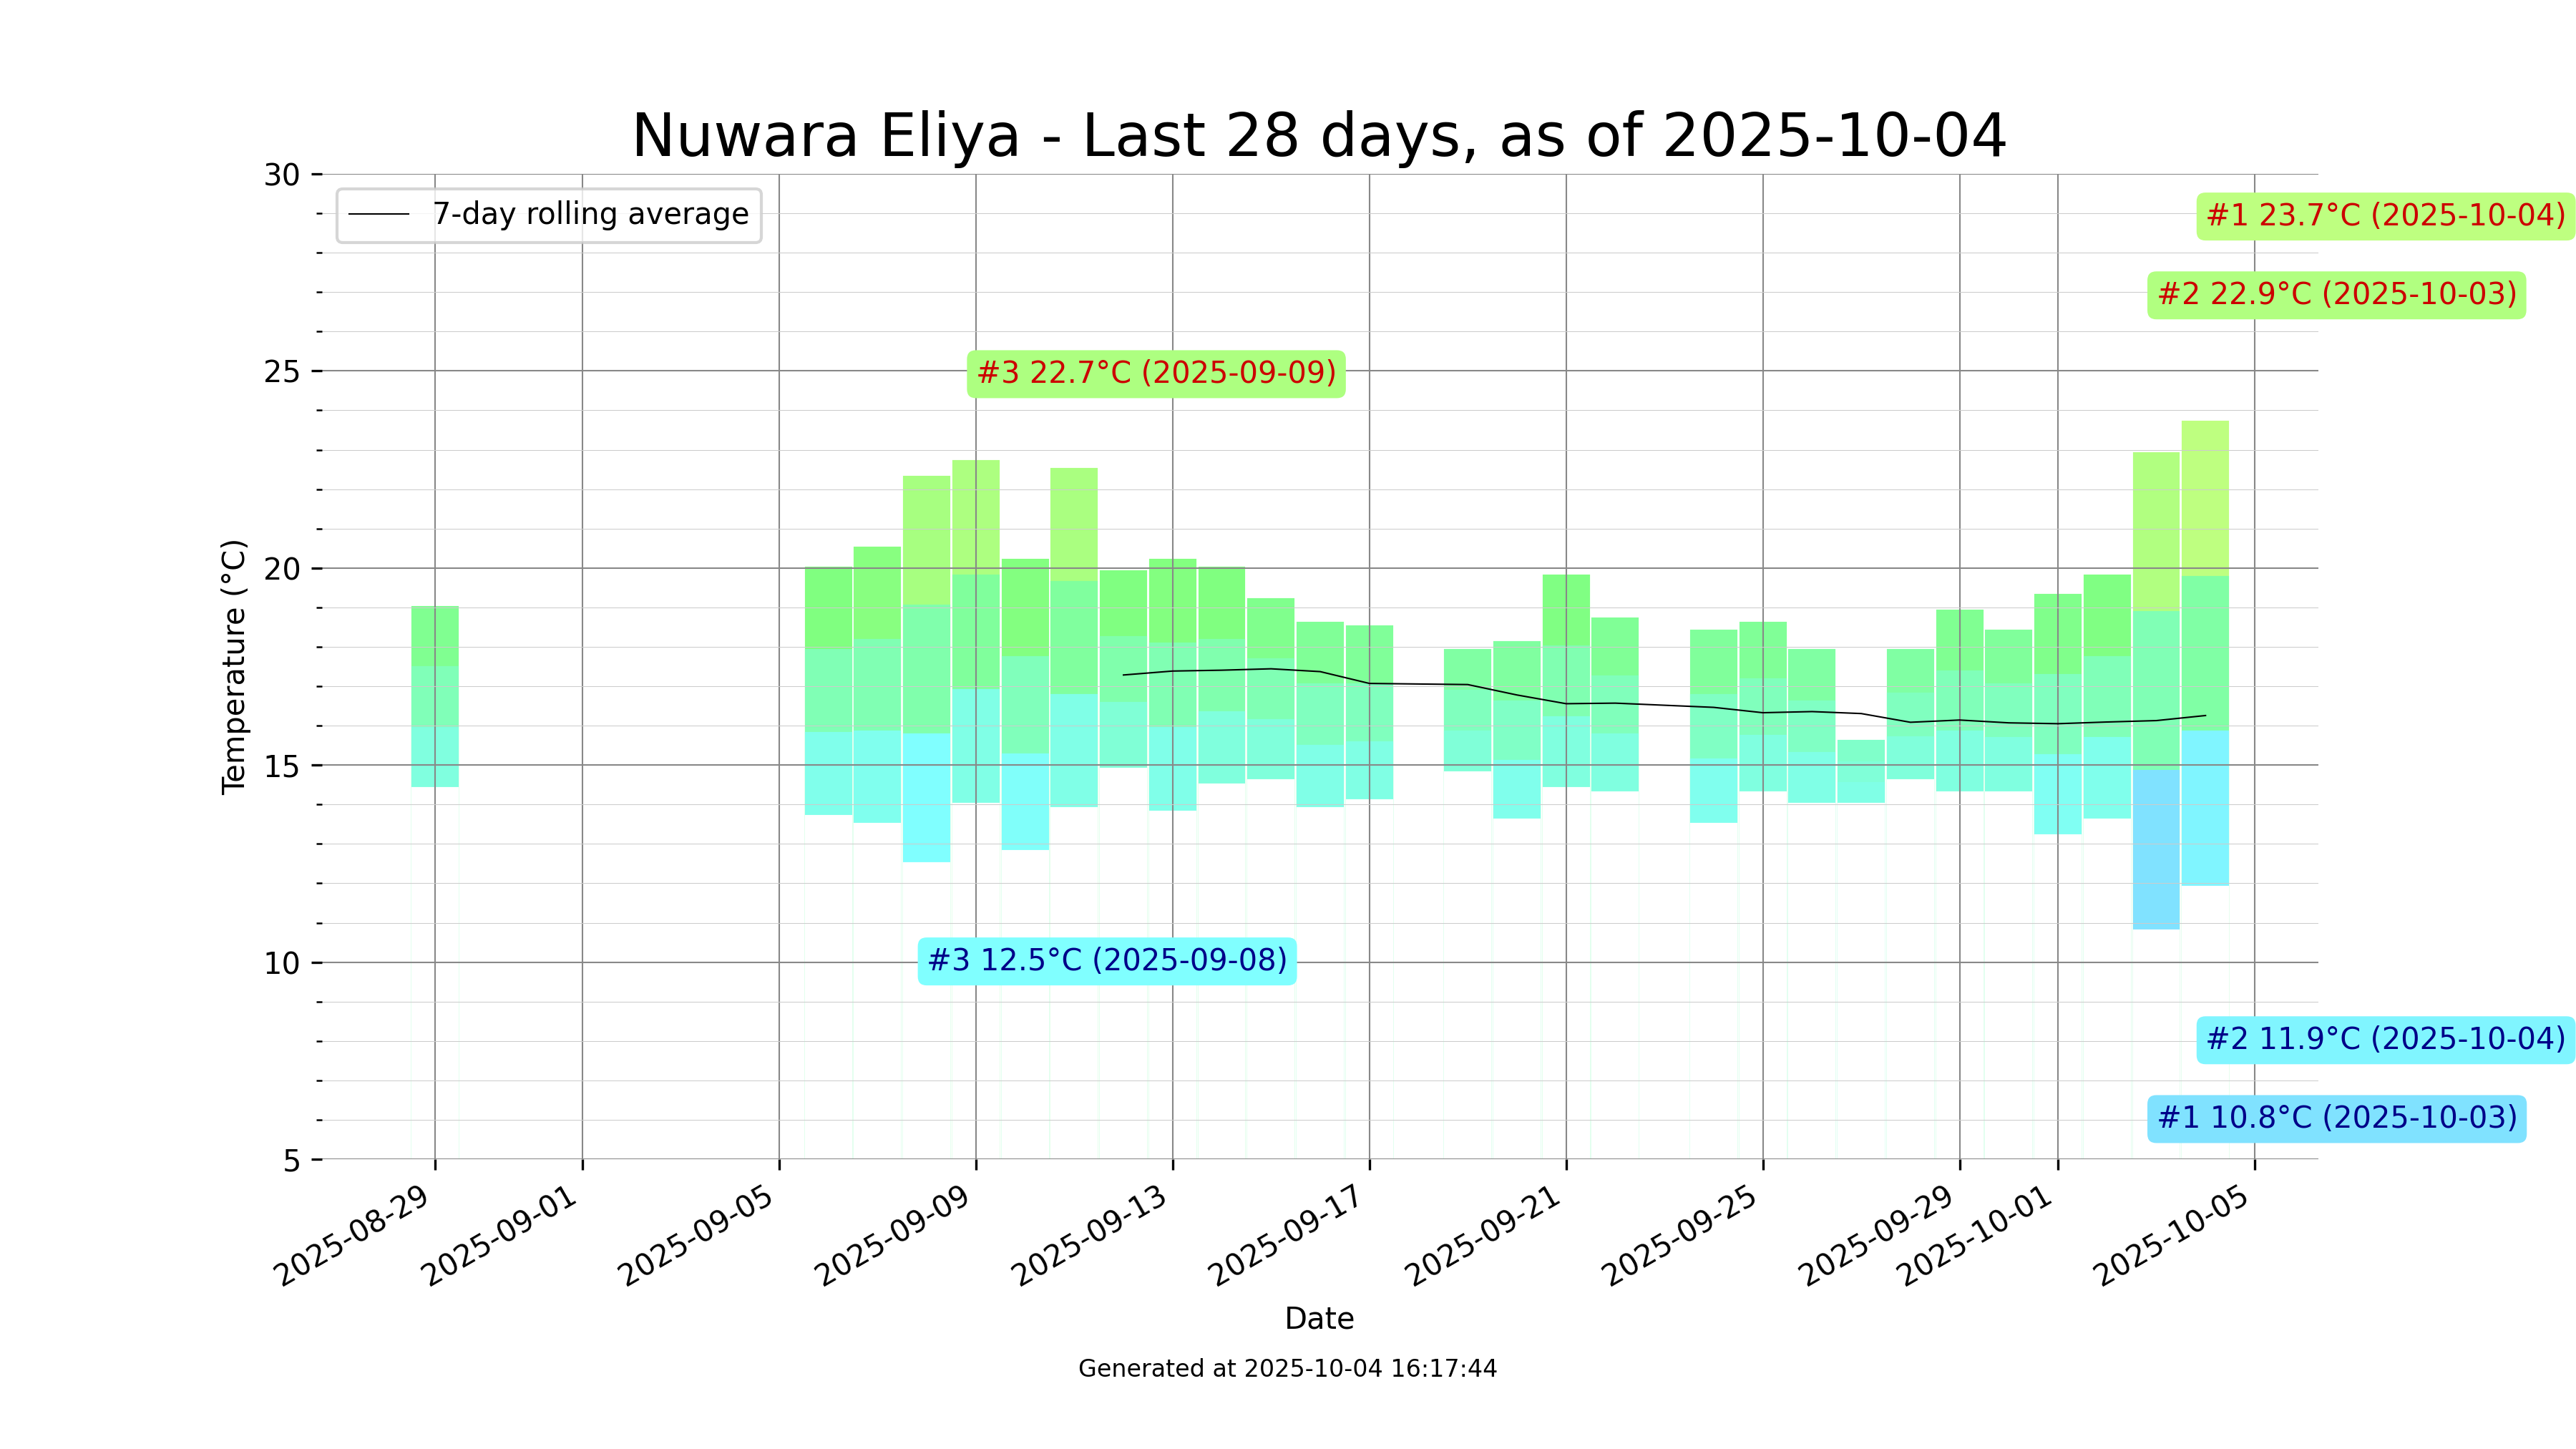 Nuwara Eliya - Last 28 days, as of 2025-10-04
30
7-day rolling average
#1 23.7°C (2025-10-04)
#2 22.9°C (2025-10-03)
25
#3 22.7°C (2025-09-09)
20
Temperature (°C)
15
10
#3 12.5°C (2025-09-08)
#2 11.9°C (2025-10-04)
#1 10.8°C (2025-10-03)
5
2025-08-29
2025-09-01
2025-09-05
2025-09-09
2025-09-13
2025-09-17
2025-09-21
2025-09-25
2025-09-29
2025-10-01
2025-10-05
Date
Generated at 2025-10-04 16:17:44